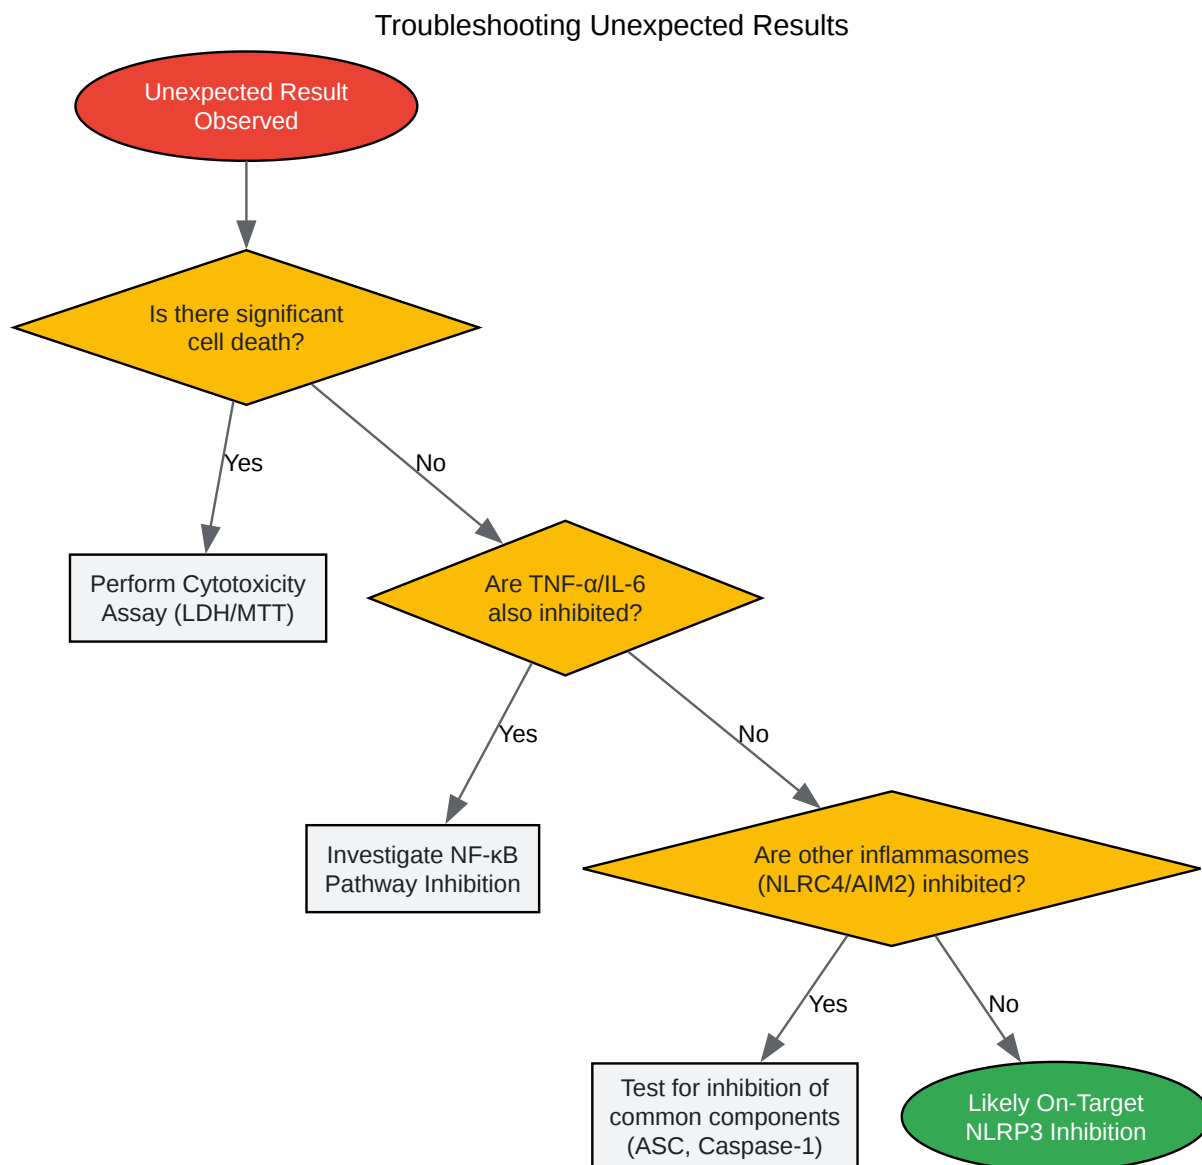 Troubleshooting Unexpected Results
Unexpected Result
Observed
Is there significant
cell death?
Yes
No
Perform Cytotoxicity
Assay (LDH/MTT)
Are TNF-α/IL-6
also inhibited?
Yes
No
Investigate NF-κB
Pathway Inhibition
Are other inflammasomes
(NLRC4/AIM2) inhibited?
Yes
No
Test for inhibition of
common components
(ASC, Caspase-1)
Likely On-Target
NLRP3 Inhibition